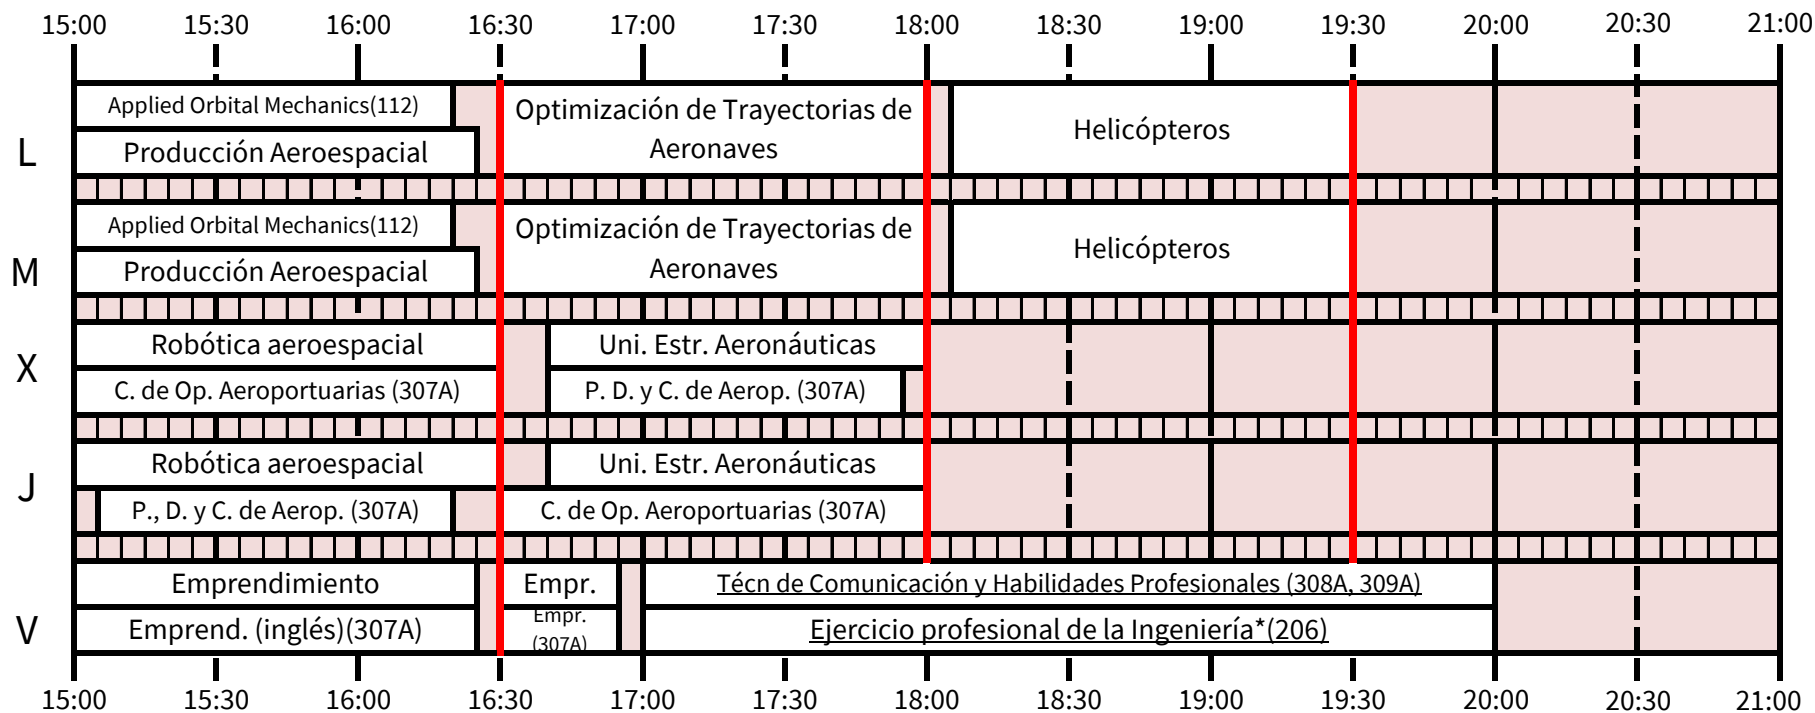 15:00 15:30 16:00 16:30 17:00 17:30 18:00 18:30 19:00 19:30 20:00 20:30 21:00
L
Applied Orbital Mechanics(112)
Producción Aeroespacial
Optimización de Trayectorias de
Aeronaves
Helicópteros
M
Applied Orbital Mechanics(112)
Producción Aeroespacial
Optimización de Trayectorias de
Aeronaves
Helicópteros
X
Robótica aeroespacial
Uni. Estr. Aeronáuticas
C. de Op. Aeroportuarias (307A)
P. D. y C. de Aerop. (307A)
J
Robótica aeroespacial
Uni. Estr. Aeronáuticas
P., D. y C. de Aerop. (307A)
C. de Op. Aeroportuarias (307A)
V
Emprendimiento
Empr.
Técn de Comunicación y Habilidades Profesionales (308A, 309A)
Emprend. (inglés)(307A)
Empr.
(307A)
Ejercicio profesional de la Ingeniería*(206)
15:00 15:30 16:00 16:30 17:00 17:30 18:00 18:30 19:00 19:30 20:00 20:30 21:00